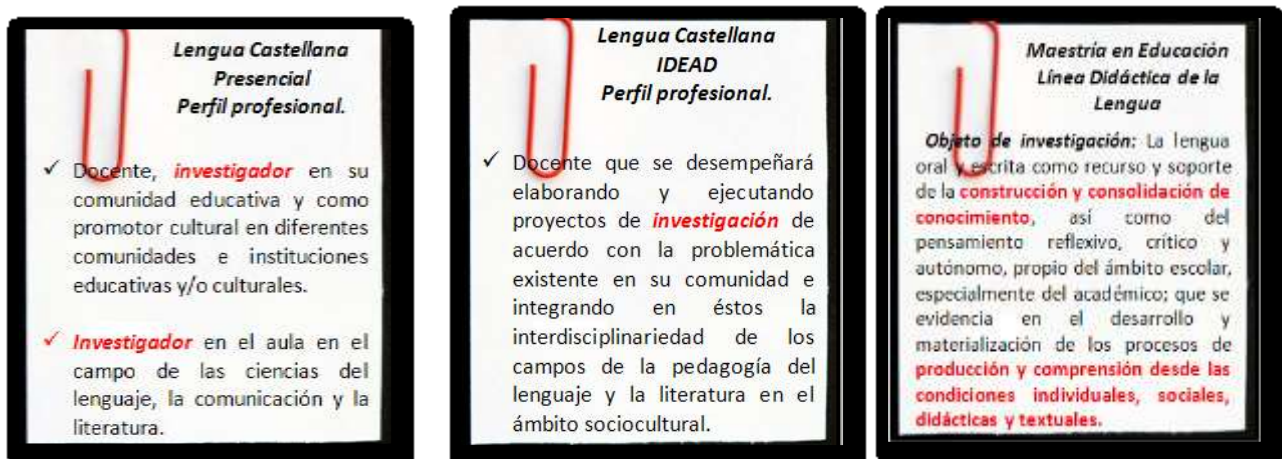 Lengua Castellana
Presencial
Perfil profesional.
✓ Docente, investigador en su
comunidad educativa y como
promotor cultural en diferentes
comunidades e instituciones
educativas y/o culturales.
✓ Investigador en el aula en el
campo de las ciencias del
lenguaje, la comunicación y la
literatura.
Lengua Castellana
IDEAD
Perfil profesional.
✓ Docente que se desempeñará
elaborando y ejecutando
proyectos de investigación de
acuerdo con la problemática
existente en su comunidad e
integrando en éstos la
interdisciplinariedad de los
campos de la pedagogía del
lenguaje y la literatura en el
ámbito sociocultural.
Maestría en Educación
Línea Didáctica de la
Lengua
Objeto de investigación: La lengua
oral y escrita como recurso y soporte
de la construcción y consolidación de
conocimiento, así como del
pensamiento reflexivo, crítico y
autónomo, propio del ámbito escolar,
especialmente del académico; que se
evidencia en el desarrollo y
materialización de los procesos de
producción y comprensión desde las
condiciones individuales, sociales,
didácticas y textuales.